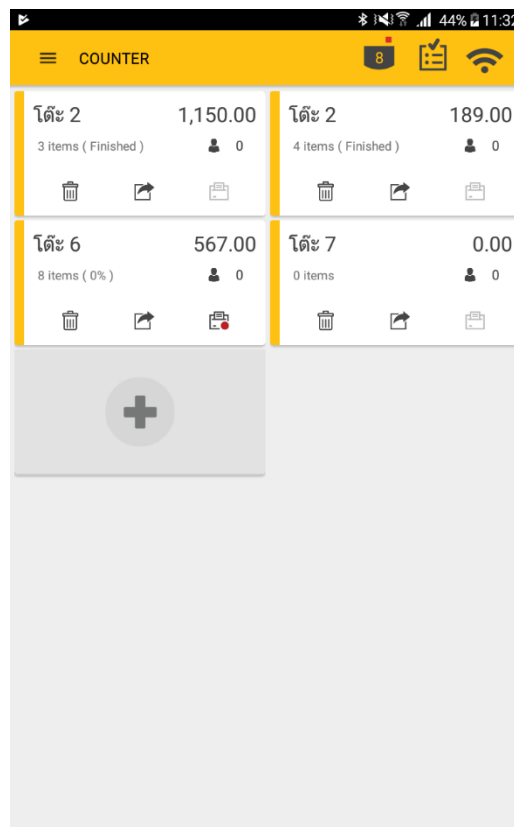 44% 11:32
COUNTER
8
โต๊ะ 2 1,150.00
3 items ( Finished ) 0
โต๊ะ 2 189.00
4 items ( Finished ) 0
โต๊ะ 6 567.00
8 items ( 0% ) 0
โต๊ะ 7 0.00
0 items 0